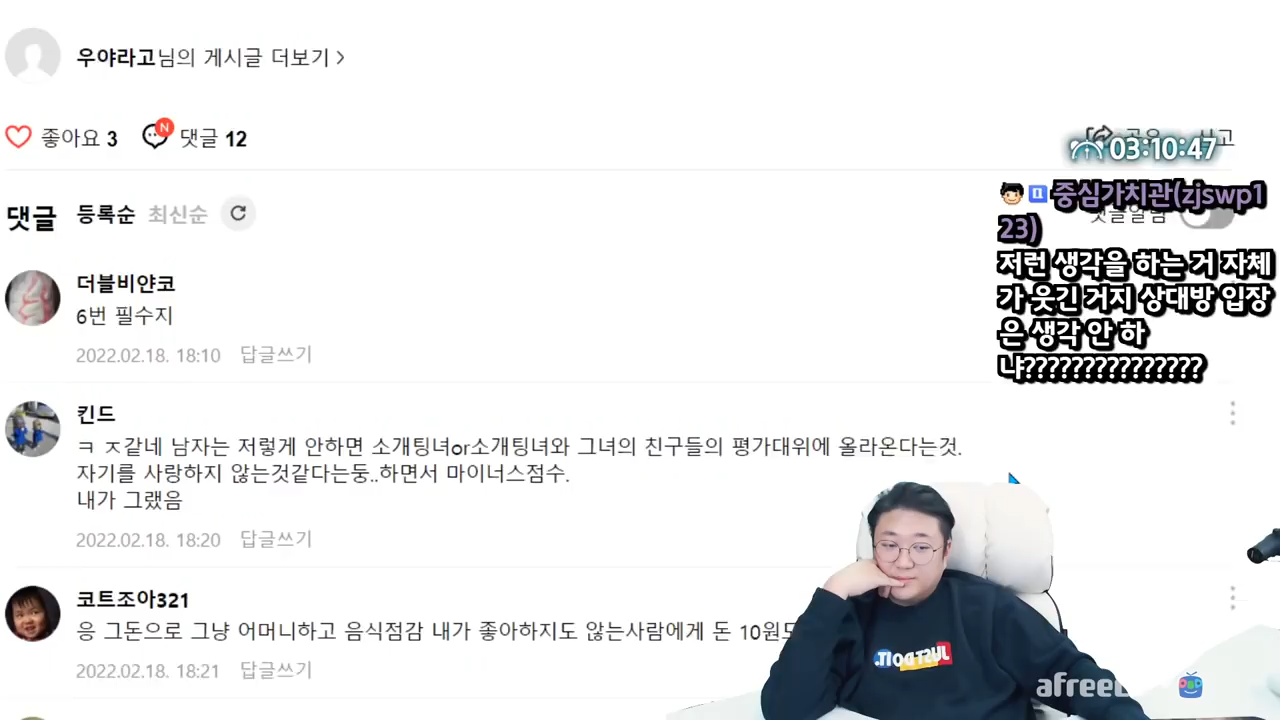 우야라고님의 게시글 더보기 >
좋아요 3 N 댓글 12
03:10:47
댓글 등록순 최신순
중심가치관(zjswp1
23)
저런 생각을 하는 거 자체
가 웃긴 거지 상대방 입장
은 생각 안 하
냐???????????????
더블비얀코
6번 필수지
2022.02.18. 18:10 답글쓰기
킨드
ㅋ ㅈ같네 남자는 저렇게 안하면 소개팅녀or소개팅녀와 그녀의 친구들의 평가대위에 올라온다는것.
자기를 사랑하지 않는것같다는둥..하면서 마이너스점수.
내가 그랬음
2022.02.18. 18:20 답글쓰기
코트조아321
응 그돈으로 그냥 어머니하고 음식점감 내가 좋아하지도 않는사람에게 돈 10원도
2022.02.18. 18:21 답글쓰기
JUST DO IT.